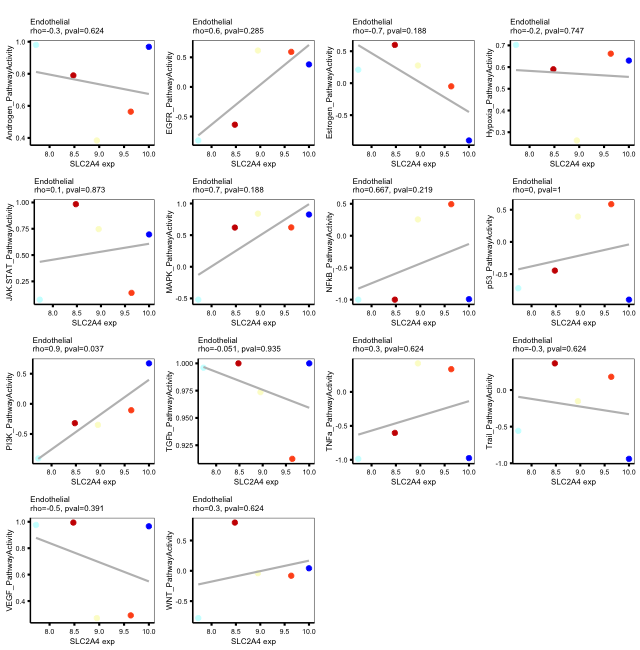 Endothelial
rho=-0.3, pval=0.624
Androgen_PathwayActivity
1.0
0.8
0.6
0.4
8.0 8.5 9.0 9.5 10.0
SLC2A4 exp
Endothelial
rho=0.6, pval=0.285
EGFR_PathwayActivity
0.5
0.0
-0.5
8.0 8.5 9.0 9.5 10.0
SLC2A4 exp
Endothelial
rho=-0.7, pval=0.188
Estrogen_PathwayActivity
0.5
0.0
-0.5
8.0 8.5 9.0 9.5 10.0
SLC2A4 exp
Endothelial
rho=-0.2, pval=0.747
Hypoxia_PathwayActivity
0.7
0.6
0.5
0.4
0.3
8.0 8.5 9.0 9.5 10.0
SLC2A4 exp
Endothelial
rho=0.1, pval=0.873
JAK.STAT_PathwayActivity
1.00
0.75
0.50
0.25
8.0 8.5 9.0 9.5 10.0
SLC2A4 exp
Endothelial
rho=0.7, pval=0.188
MAPK_PathwayActivity
1.0
0.5
0.0
-0.5
8.0 8.5 9.0 9.5 10.0
SLC2A4 exp
Endothelial
rho=0.667, pval=0.219
NFkB_PathwayActivity
0.5
0.0
-0.5
-1.0
8.0 8.5 9.0 9.5 10.0
SLC2A4 exp
Endothelial
rho=0, pval=1
p53_PathwayActivity
0.5
0.0
-0.5
8.0 8.5 9.0 9.5 10.0
SLC2A4 exp
Endothelial
rho=0.9, pval=0.037
PI3K_PathwayActivity
0.5
0.0
-0.5
8.0 8.5 9.0 9.5 10.0
SLC2A4 exp
Endothelial
rho=-0.051, pval=0.935
TGFb_PathwayActivity
1.000
0.975
0.950
0.925
8.0 8.5 9.0 9.5 10.0
SLC2A4 exp
Endothelial
rho=0.3, pval=0.624
TNFa_PathwayActivity
0.0
-0.5
-1.0
8.0 8.5 9.0 9.5 10.0
SLC2A4 exp
Endothelial
rho=-0.3, pval=0.624
Trail_PathwayActivity
0.0
-0.5
-1.0
8.0 8.5 9.0 9.5 10.0
SLC2A4 exp
Endothelial
rho=-0.5, pval=0.391
VEGF_PathwayActivity
1.0
0.8
0.6
0.4
8.0 8.5 9.0 9.5 10.0
SLC2A4 exp
Endothelial
rho=0.3, pval=0.624
WNT_PathwayActivity
0.5
0.0
-0.5
8.0 8.5 9.0 9.5 10.0
SLC2A4 exp